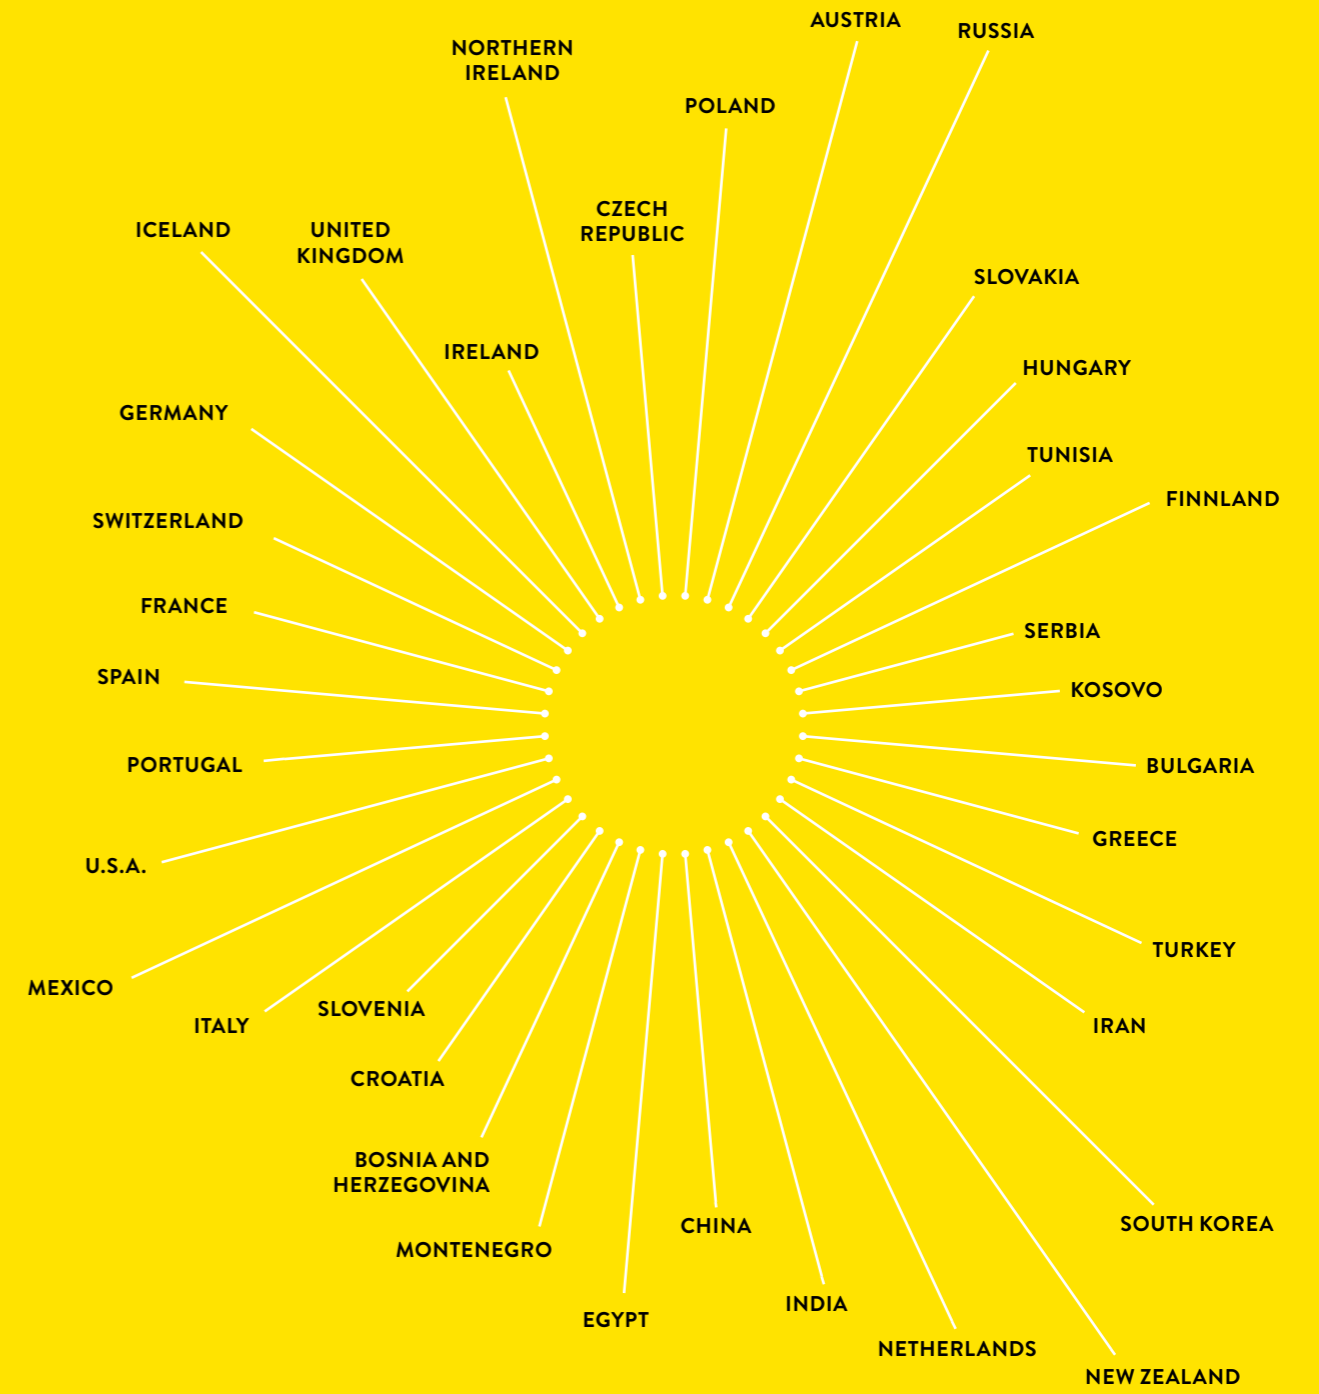 AUSTRIA
RUSSIA
NORTHERN
IRELAND
POLAND
CZECH
REPUBLIC
ICELAND
UNITED
KINGDOM
SLOVAKIA
IRELAND
HUNGARY
GERMANY
TUNISIA
FINNLAND
SWITZERLAND
FRANCE
SERBIA
SPAIN
KOSOVO
PORTUGAL
BULGARIA
GREECE
U.S.A.
TURKEY
MEXICO
SLOVENIA
ITALY
IRAN
CROATIA
BOSNIA AND
HERZEGOVINA
SOUTH KOREA
CHINA
MONTENEGRO
INDIA
EGYPT
NETHERLANDS
NEW ZEALAND